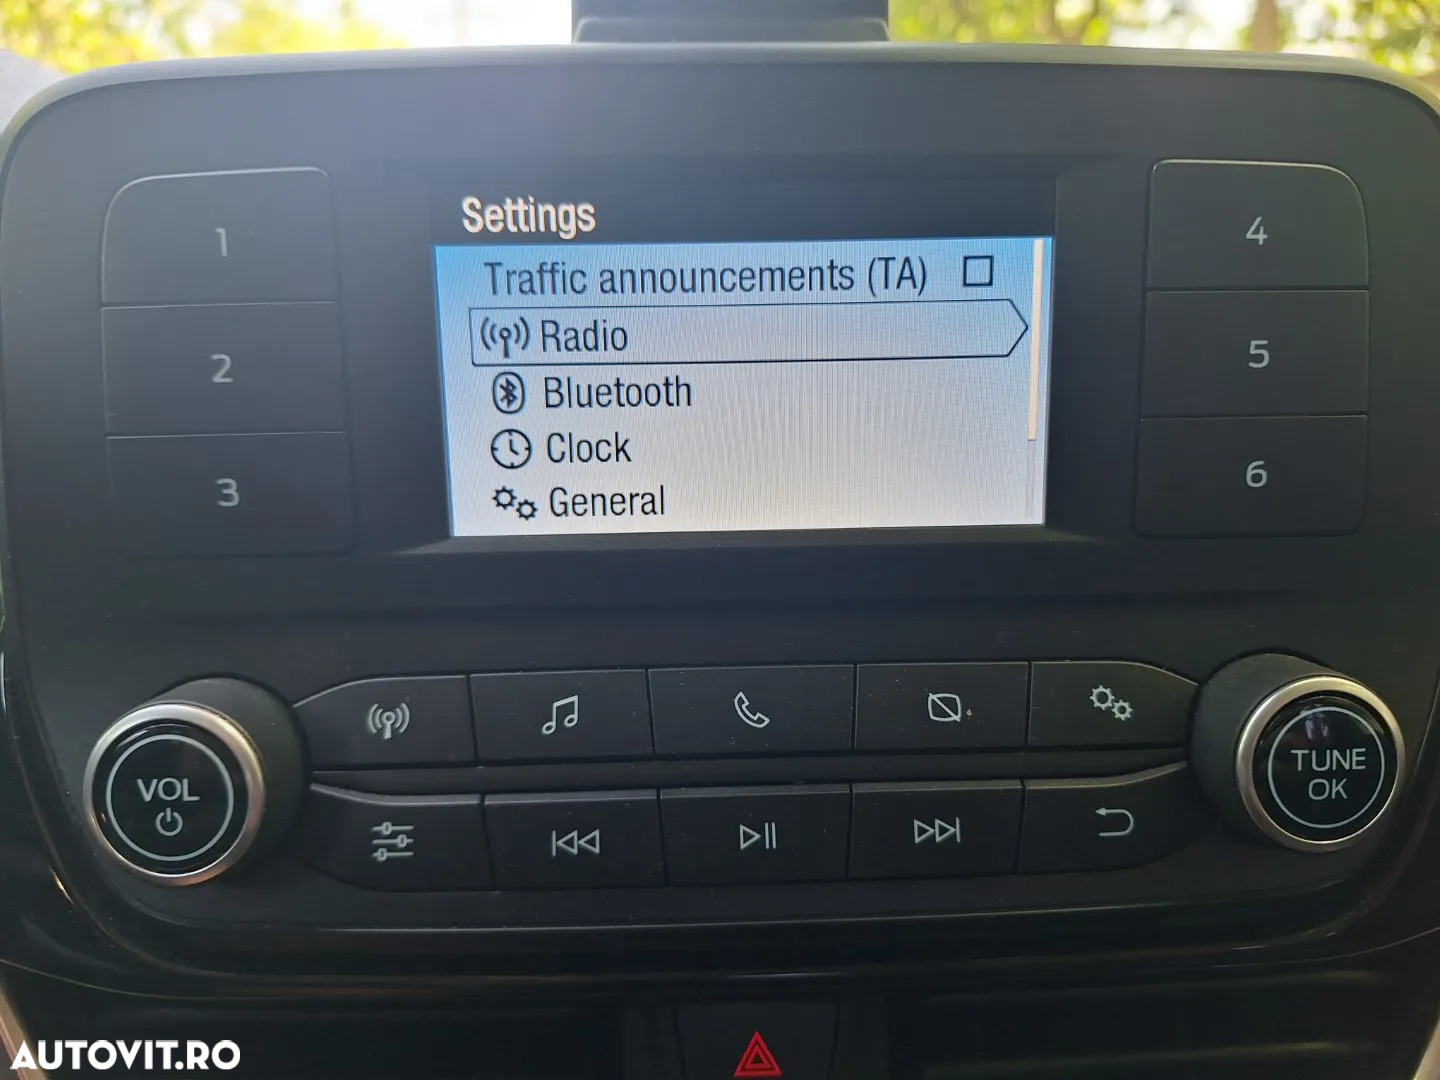 Settings
Traffic announcements (TA)
Radio
Bluetooth
Clock
General
1
2
3
4
5
6
VOL
TUNE
OK
AUTOVIT.RO